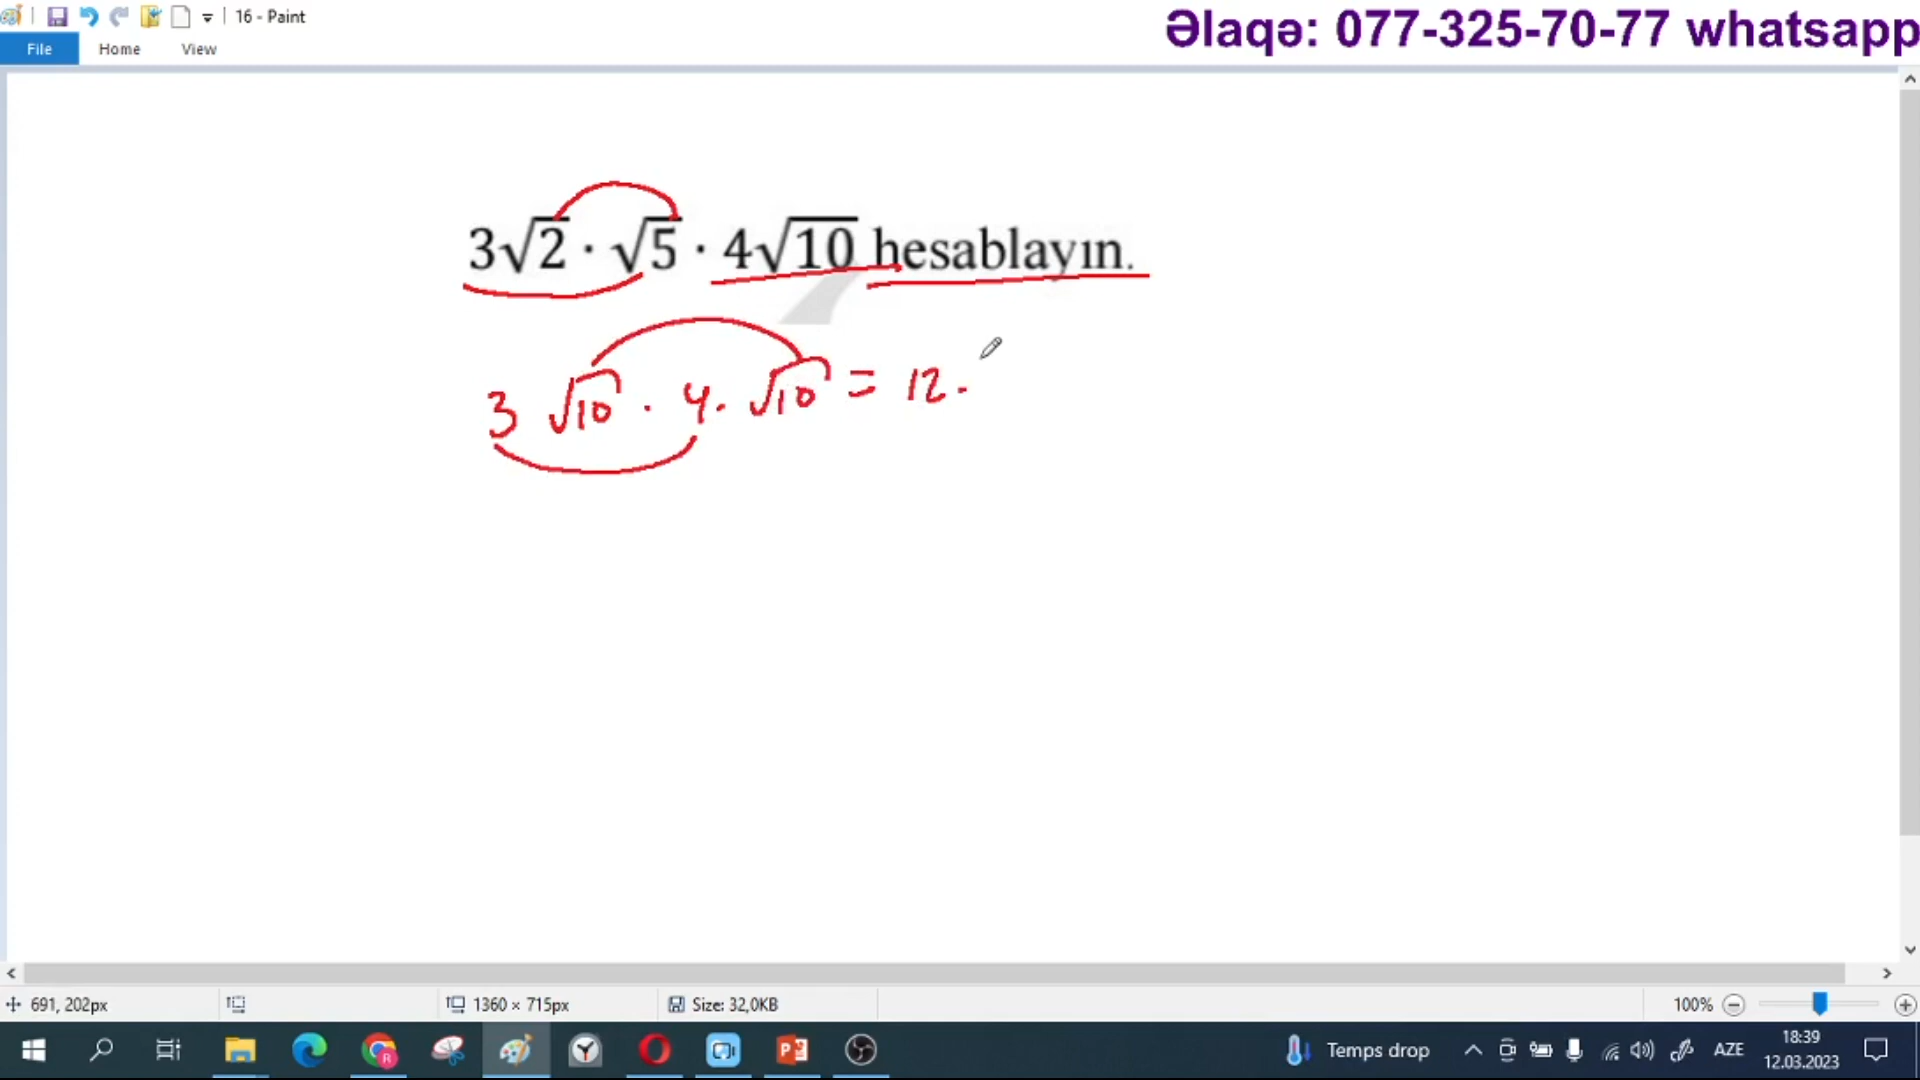 16 - Paint
Əlaqə: 077-325-70-77 whatsapp
File Home View
3√2 · √5 · 4√10 hesablayın.
3 √10 · 4 · √10 = 12 ·
691, 202px 1360 × 715px Size: 32,0KB 100%
Temps drop AZE 18:39
12.03.2023